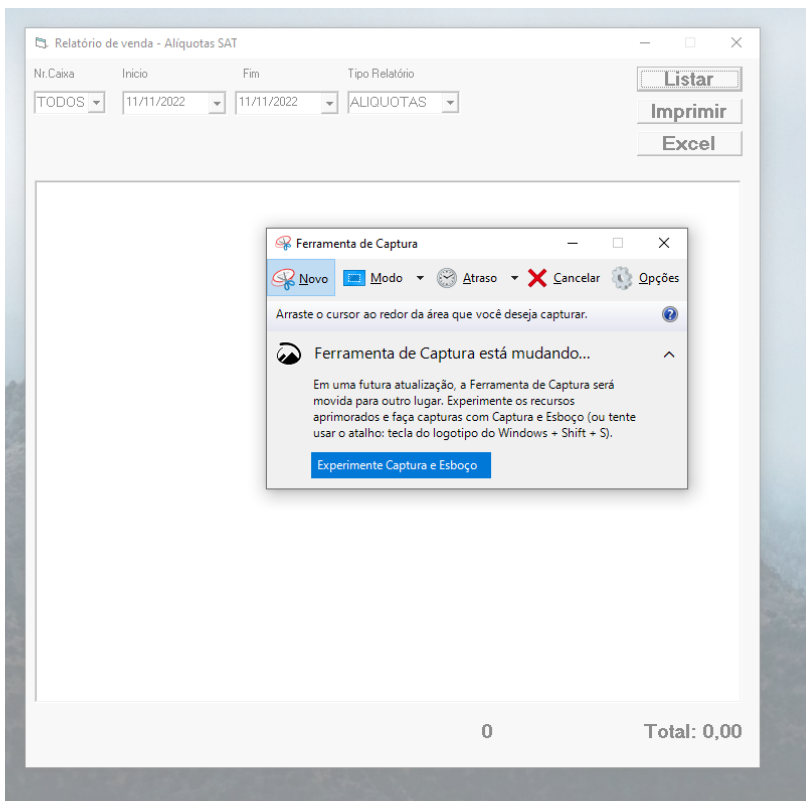 Relatório de venda - Alíquotas SAT
Nr.Caixa Inicio Fim Tipo Relatório
TODOS 11/11/2022 11/11/2022 ALIQUOTAS
Listar
Imprimir
Excel
Ferramenta de Captura
Novo Modo Atraso Cancelar Opções
Arraste o cursor ao redor da área que você deseja capturar.
Ferramenta de Captura está mudando...
Em uma futura atualização, a Ferramenta de Captura será
movida para outro lugar. Experimente os recursos
aprimorados e faça capturas com Captura e Esboço (ou tente
usar o atalho: tecla do logotipo do Windows + Shift + S).
Experimente Captura e Esboço
0 Total: 0,00